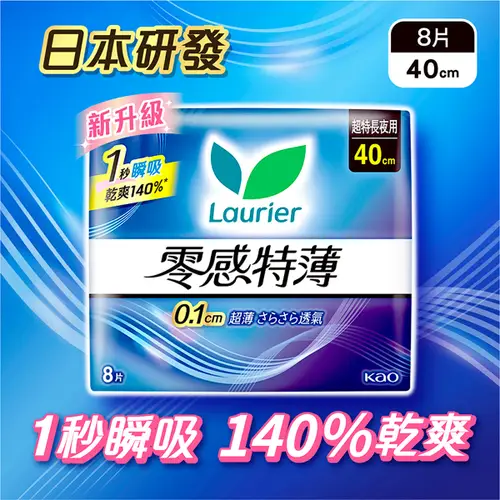 日本研發
8片
40cm
新升級
1秒瞬吸
乾爽140%*
超特長夜用
40cm
Laurier
零感特薄
0.1cm 超薄 さらさら透氣
8片
Kao
1秒瞬吸 140%乾爽